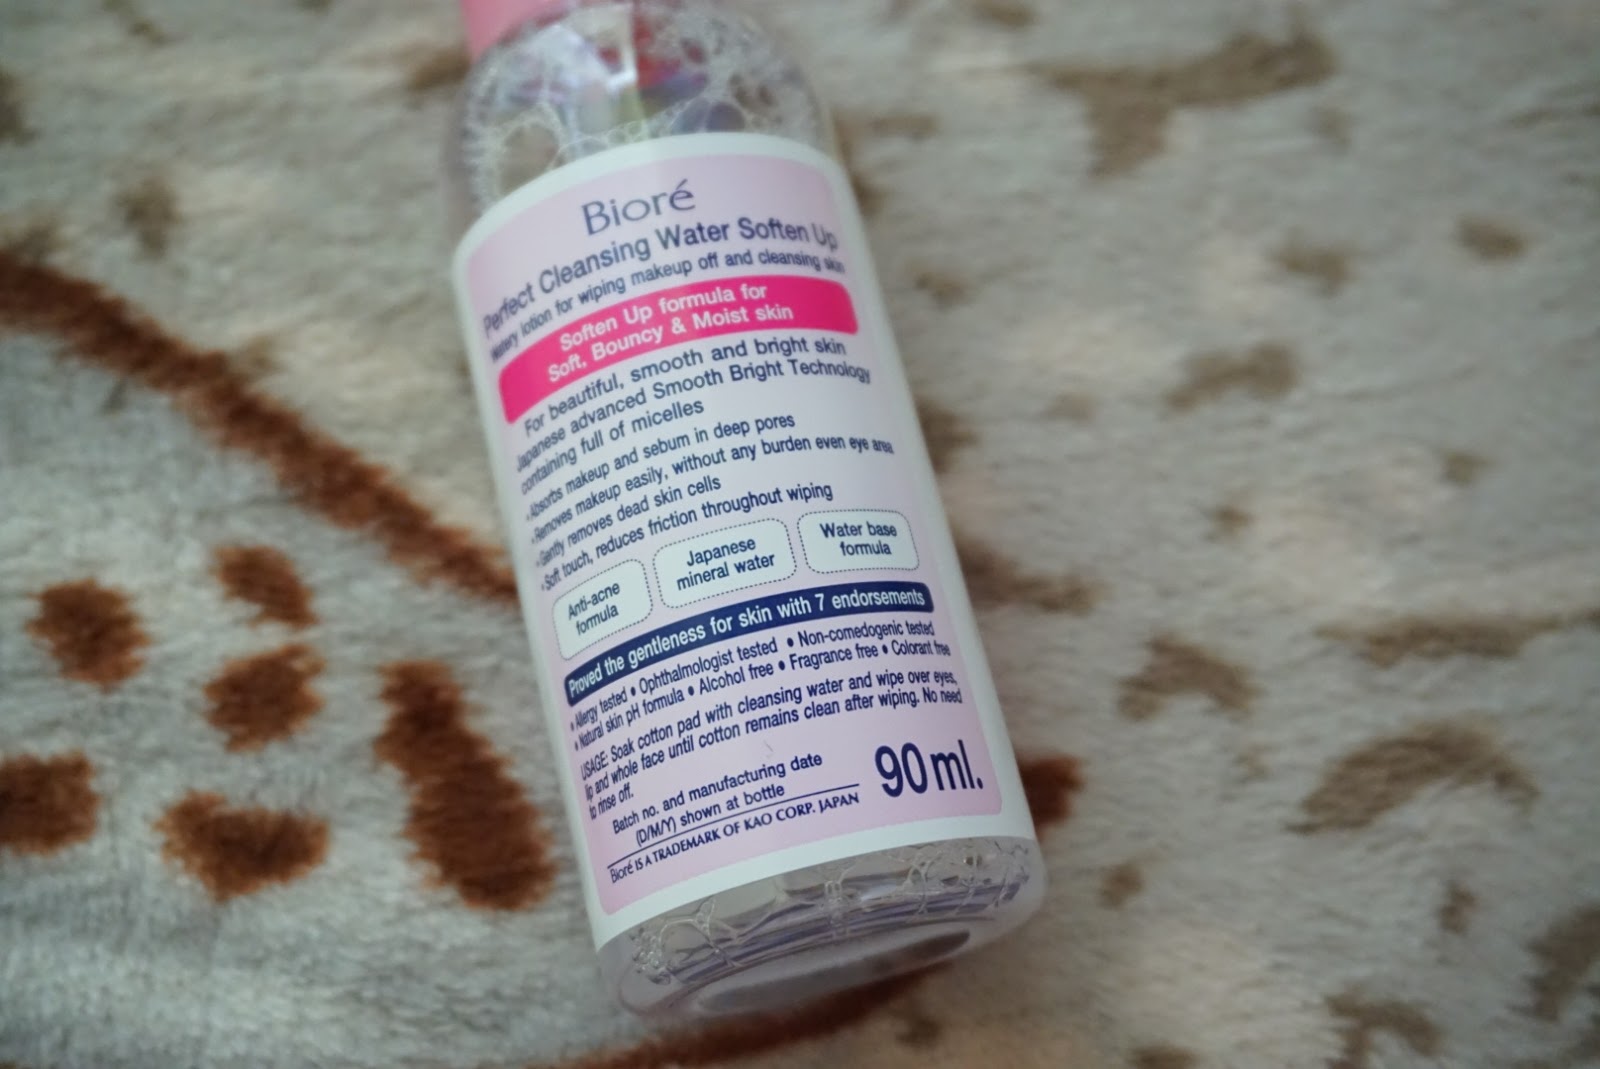 Bioré
Perfect Cleansing Water Soften Up
Watery lotion for wiping makeup off and cleansing skin
Soften Up formula for
Soft, Bouncy & Moist skin
For beautiful, smooth and bright skin
Japanese advanced Smooth Bright Technology
containing full of micelles
•Absorbs makeup and sebum in deep pores
•Removes makeup easily, without any burden even eye area
•Gently removes dead skin cells
•Soft touch, reduces friction throughout wiping
Anti-acne
formula
Japanese
mineral water
Water base
formula
Proved the gentleness for skin with 7 endorsements
• Allergy tested • Ophthalmologist tested • Non-comedogenic tested
• Natural skin pH formula • Alcohol free • Fragrance free • Colorant free
USAGE: Soak cotton pad with cleansing water and wipe over eyes,
lip and whole face until cotton remains clean after wiping. No need
to rinse off.
Batch no. and manufacturing date
(D/M/Y) shown at bottle
90 ml.
Bioré IS A TRADEMARK OF KAO CORP. JAPAN